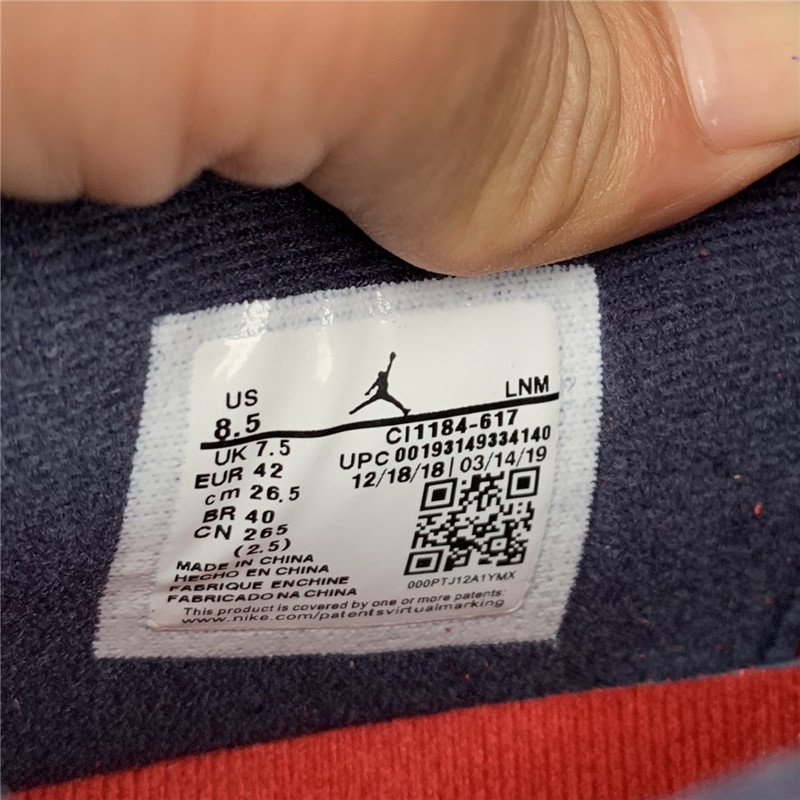 US
8.5
LNM
UK 7.5
CI1184-617
EUR 42
UPC 00193149334140
cm 26.5
12/18/18 | 03/14/19
BR 40
CN 265
(2.5)
MADE IN CHINA
HECHO EN CHINA
FABRIQUE EN CHINE
FABRICADO NA CHINA
000PTJ12A1YMX
This product is covered by one or more patents:
www.nike.com/patentsvirtualmarking